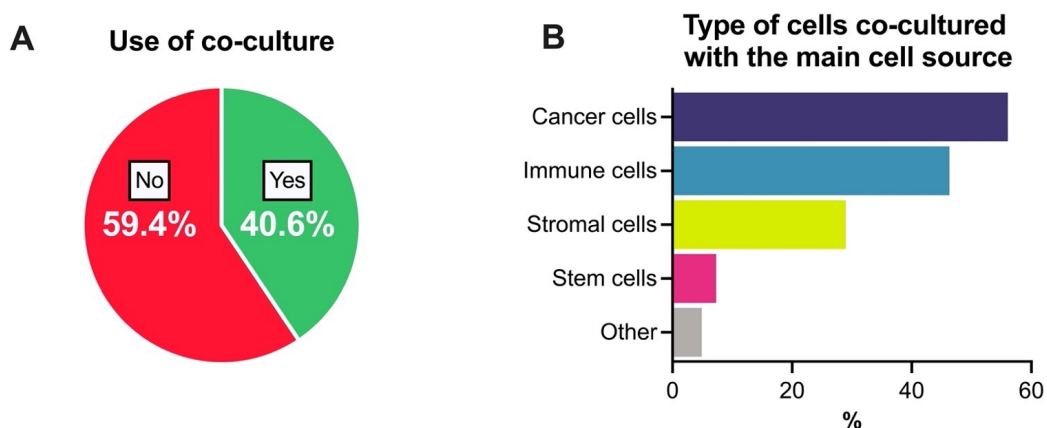 A
Use of co-culture
No
59.4%
Yes
40.6%
B
Type of cells co-cultured
with the main cell source
Cancer cells
Immune cells
Stromal cells
Stem cells
Other
0
20
40
60
%